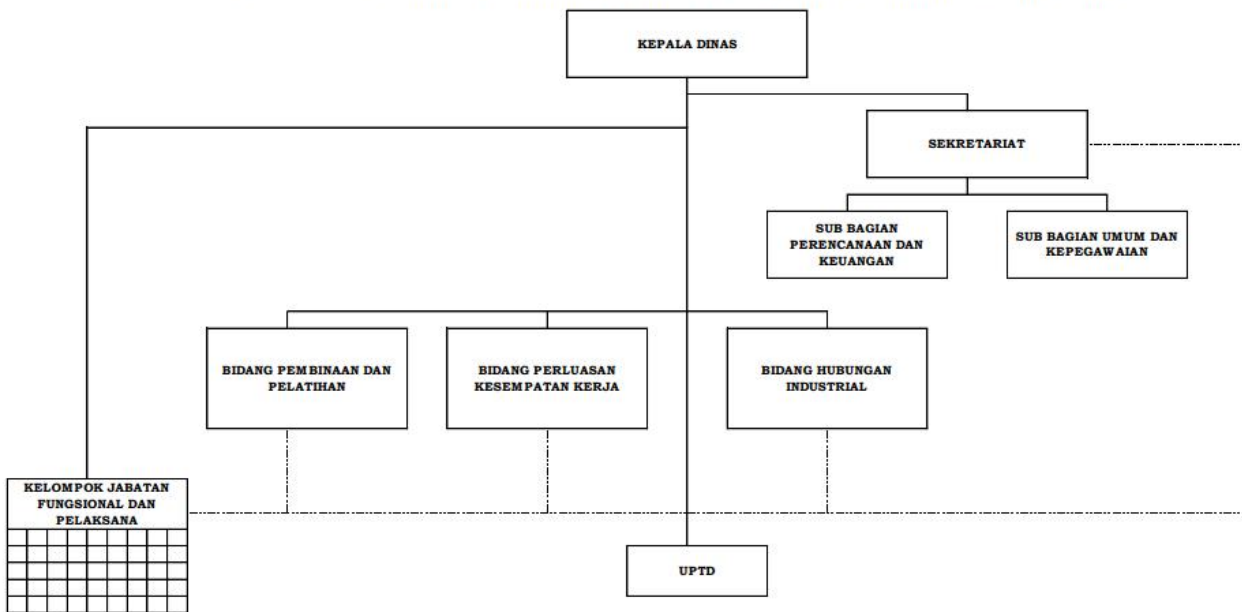 KEPALA DINAS
SEKRETARIAT
SUB BAGIAN
PERENCANAAN DAN
KEUANGAN
SUB BAGIAN UMUM DAN
KEPEGAWAIAN
BIDANG PEMBINAAN DAN
PELATIHAN
BIDANG PERLUASAN
KESEMPATAN KERJA
BIDANG HUBUNGAN
INDUSTRIAL
KELOMPOK JABATAN
FUNGSIONAL DAN
PELAKSANA
UPTD